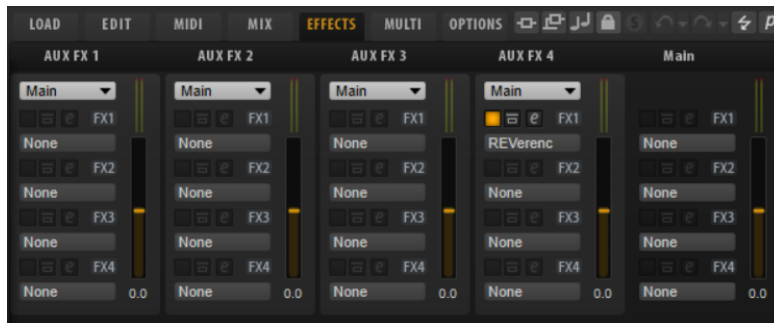 LOAD EDIT MIDI MIX EFFECTS MULTI OPTIONS S
AUX FX 1 AUX FX 2 AUX FX 3 AUX FX 4 Main
Main Main Main Main
e FX1 e FX1 e FX1 e FX1 e FX1
None None None REVerenc None
e FX2 e FX2 e FX2 e FX2 e FX2
None None None None None
e FX3 e FX3 e FX3 e FX3 e FX3
None None None None None
e FX4 e FX4 e FX4 e FX4 e FX4
None 0.0 None 0.0 None 0.0 None 0.0 None 0.0